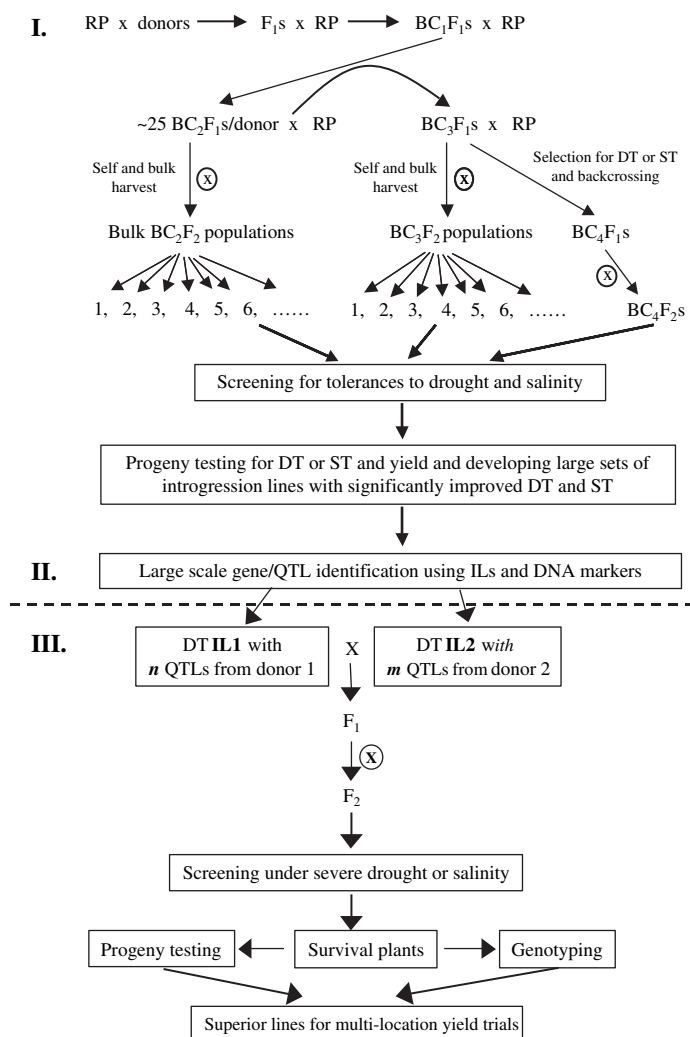 I.
RP x donors F₁s x RP BC₁F₁s x RP
~25 BC₂F₁s/donor x RP BC₃F₁s x RP
Self and bulk
harvest
x
Self and bulk
harvest
x
Selection for DT or ST
and backcrossing
Bulk BC₂F₂ populations
BC₃F₂ populations
BC₄F₁s
x
1, 2, 3, 4, 5, 6, ……
1, 2, 3, 4, 5, 6, ……
BC₄F₂s
Screening for tolerances to drought and salinity
Progeny testing for DT or ST and yield and developing large sets of
introgression lines with significantly improved DT and ST
II.
Large scale gene/QTL identification using ILs and DNA markers
III.
DT IL1 with
n QTLs from donor 1
X
DT IL2 with
m QTLs from donor 2
F₁
x
F₂
Screening under severe drought or salinity
Progeny testing
Survival plants
Genotyping
Superior lines for multi-location yield trials